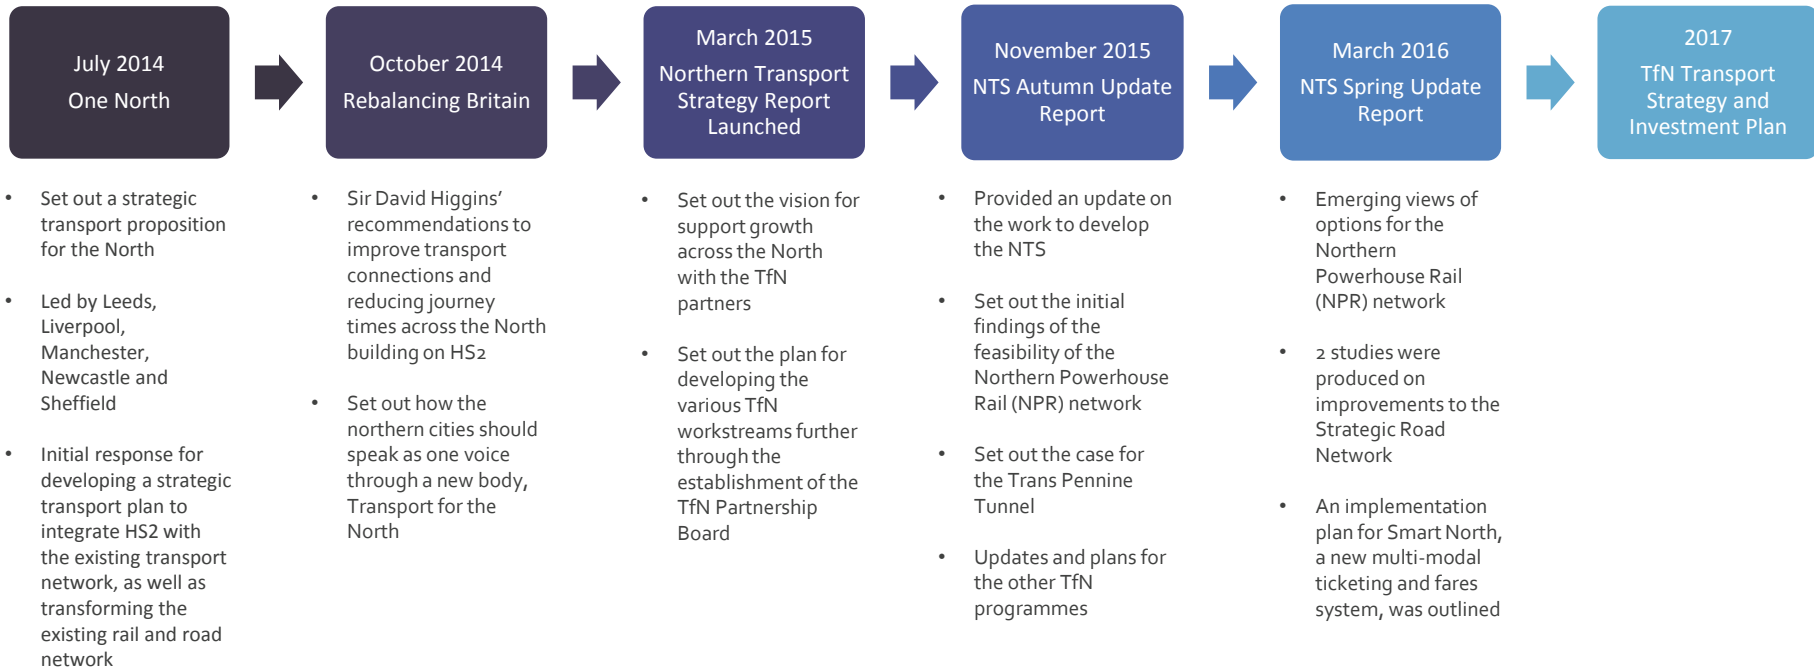 July 2014
One North
October 2014
Rebalancing Britain
March 2015
Northern Transport
Strategy Report
Launched
November 2015
NTS Autumn Update
Report
March 2016
NTS Spring Update
Report
2017
TfN Transport
Strategy and
Investment Plan
• Set out a strategic
transport proposition
for the North
• Led by Leeds,
Liverpool,
Manchester,
Newcastle and
Sheffield
• Initial response for
developing a strategic
transport plan to
integrate HS2 with
the existing transport
network, as well as
transforming the
existing rail and road
network
• Sir David Higgins’
recommendations to
improve transport
connections and
reducing journey
times across the North
building on HS2
• Set out how the
northern cities should
speak as one voice
through a new body,
Transport for the
North
• Set out the vision for
support growth
across the North
with the TfN
partners
• Set out the plan for
developing the
various TfN
workstreams further
through the
establishment of the
TfN Partnership
Board
• Provided an update on
the work to develop
the NTS
• Set out the initial
findings of the
feasibility of the
Northern Powerhouse
Rail (NPR) network
• Set out the case for
the Trans Pennine
Tunnel
• Updates and plans for
the other TfN
programmes
• Emerging views of
options for the
Northern
Powerhouse Rail
(NPR) network
• 2 studies were
produced on
improvements to the
Strategic Road
Network
• An implementation
plan for Smart North,
a new multi-modal
ticketing and fares
system, was outlined